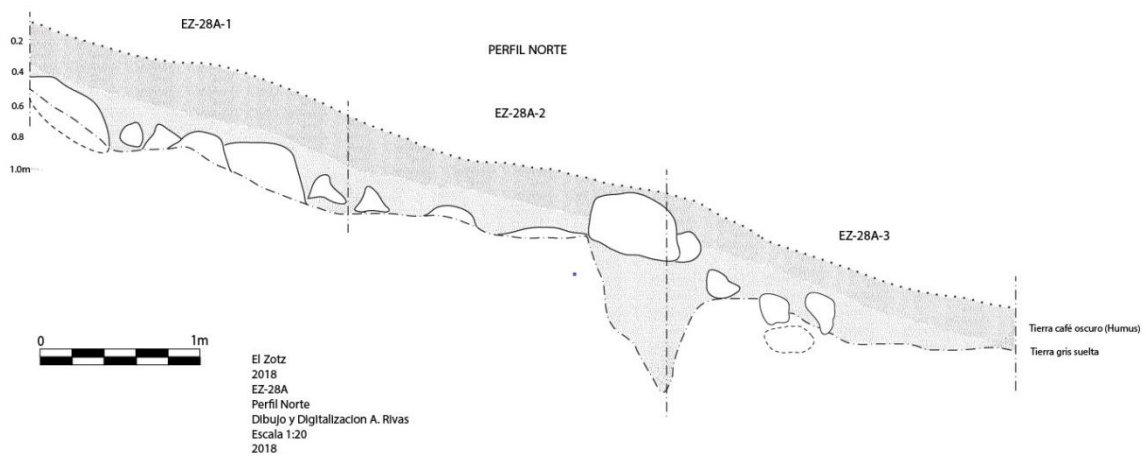 EZ-28A-1
PERFIL NORTE
0.2
0.4
0.6
0.8
1.0m
EZ-28A-2
EZ-28A-3
Tierra café oscuro (Humus)
Tierra gris suelta
0 1m
El Zotz
2018
EZ-28A
Perfil Norte
Dibujo y Digitalizacion A. Rivas
Escala 1:20
2018